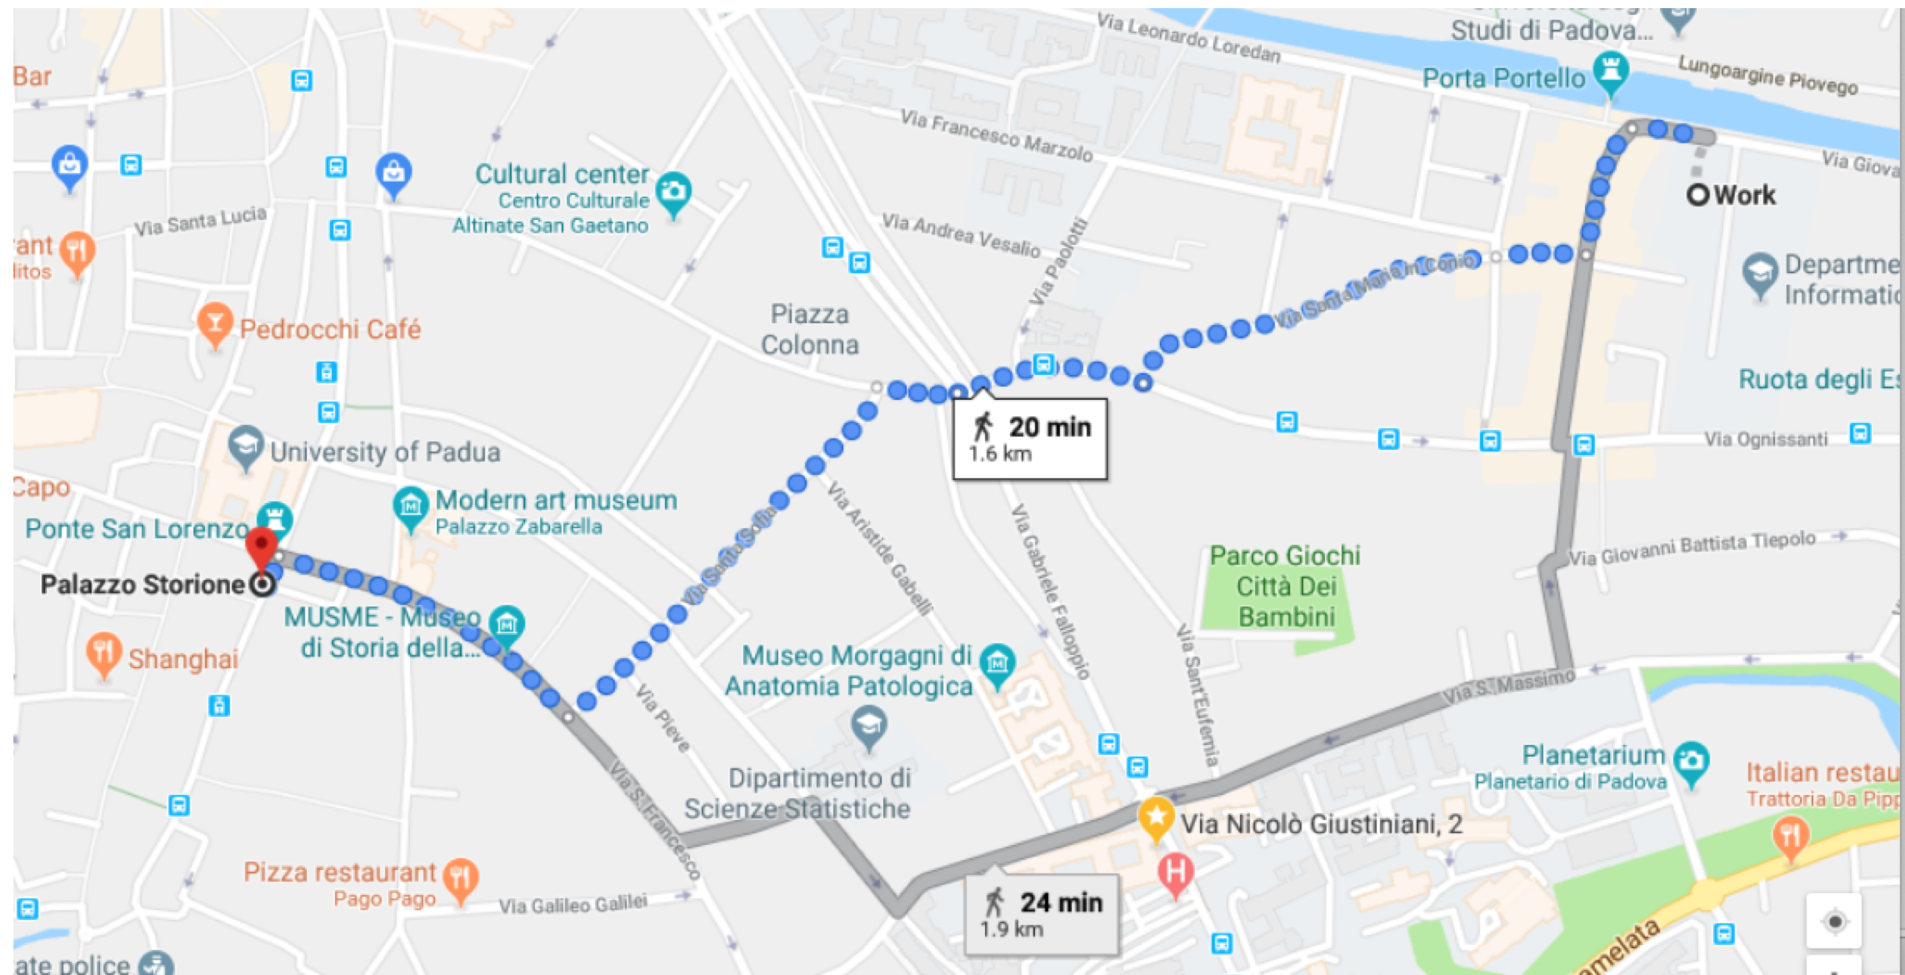 Studi di Padova...
Via Leonardo Loredan
Lungoargine Piovego
Bar
Porta Portello
Via Francesco Marzolo
Via Giova
Cultural center
Centro Culturale
Altinate San Gaetano
Work
Via Santa Lucia
Via Andrea Vesalio
Via Paolotti
Via Santa Maria In Conio
Departme
Informatic
Piazza
Colonna
Pedrocchi Café
Ruota degli Es
20 min
1.6 km
Via Ognissanti
University of Padua
Capo
Modern art museum
Palazzo Zabarella
Ponte San Lorenzo
Via Aristide Gabelli
Via Gabriele Falloppio
Via Santa Sofia
Via Giovanni Battista Tiepolo
Parco Giochi
Città Dei
Bambini
Palazzo Storione
MUSME - Museo
di Storia della...
Shanghai
Museo Morgagni di
Anatomia Patologica
Via Sant'Eufemia
Via S. Massimo
Via Pieve
Dipartimento di
Scienze Statistiche
Via S. Francesco
Planetarium
Planetario di Padova
Italian restau
Trattoria Da Pipp
Via Nicolò Giustiniani, 2
H
Pizza restaurant
Pago Pago
Via Galileo Galilei
24 min
1.9 km
amelata
ate police